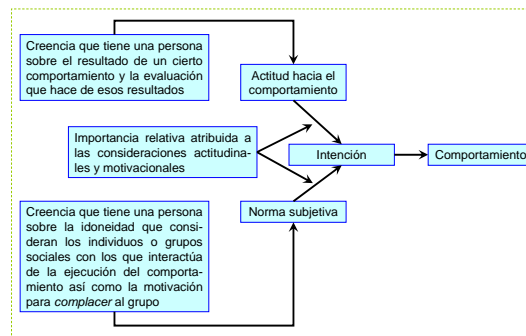 Creencia que tiene una persona
sobre el resultado de un cierto
comportamiento y la evaluación
que hace de esos resultados
Actitud hacia el
comportamiento
Importancia relativa atribuida a
las consideraciones actitudina-
les y motivacionales
Intención
Comportamiento
Creencia que tiene una persona
sobre la idoneidad que consi-
deran los individuos o grupos
sociales con los que interactúa
de la ejecución del comporta-
miento así como la motivación
para complacer al grupo
Norma subjetiva